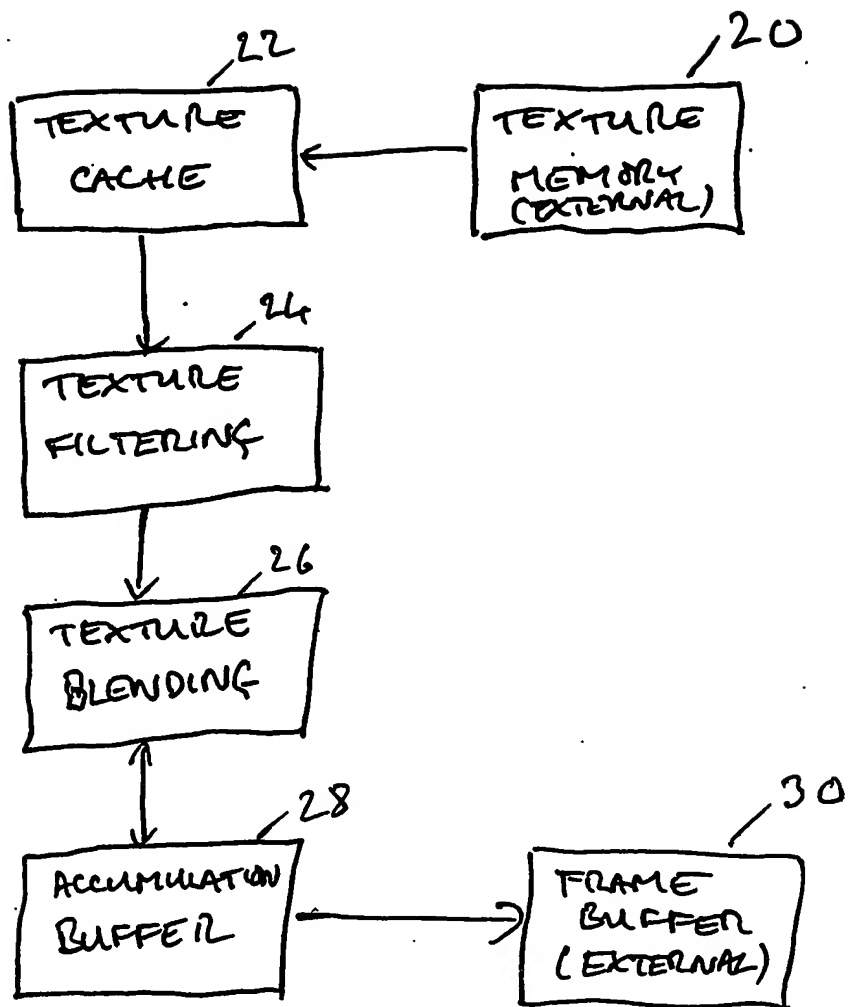 22
TEXTURE
CACHE
20
TEXTURE
MEMORY
(EXTERNAL)
24
TEXTURE
FILTERING
26
TEXTURE
BLENDING
28
ACCUMULATION
BUFFER
30
FRAME
BUFFER
(EXTERNAL)